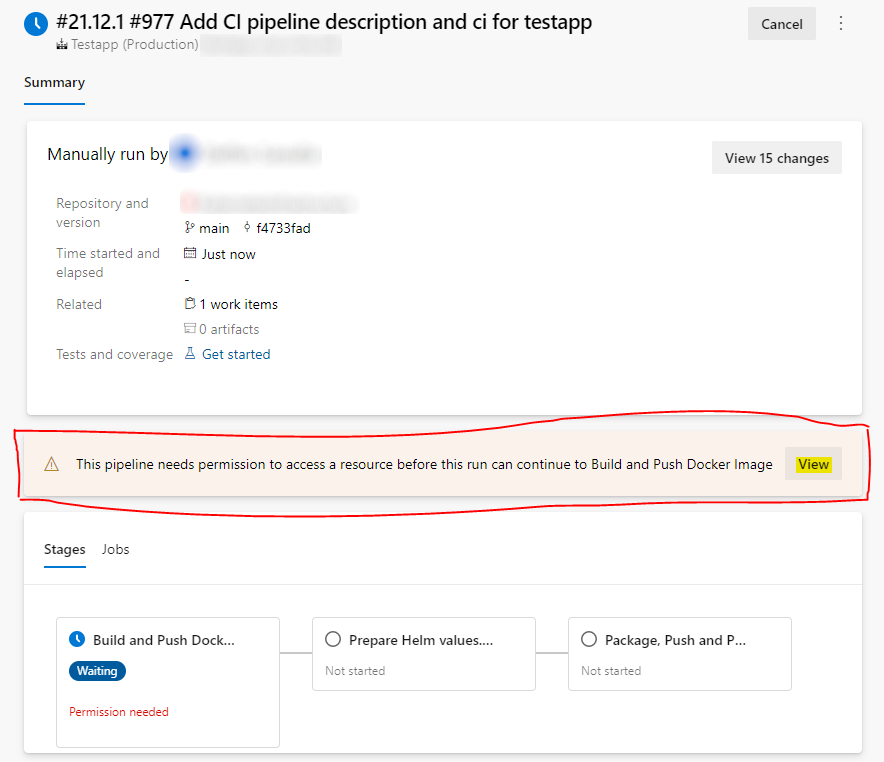 #21.12.1 #977 Add CI pipeline description and ci for testapp
Cancel
Testapp (Production)
Summary
Manually run by
View 15 changes
Repository and
version
main f4733fad
Time started and
elapsed
Just now
-
Related
1 work items
0 artifacts
Tests and coverage
Get started
This pipeline needs permission to access a resource before this run can continue to Build and Push Docker Image
View
Stages Jobs
Build and Push Dock...
Waiting
Permission needed
Prepare Helm values....
Not started
Package, Push and P...
Not started